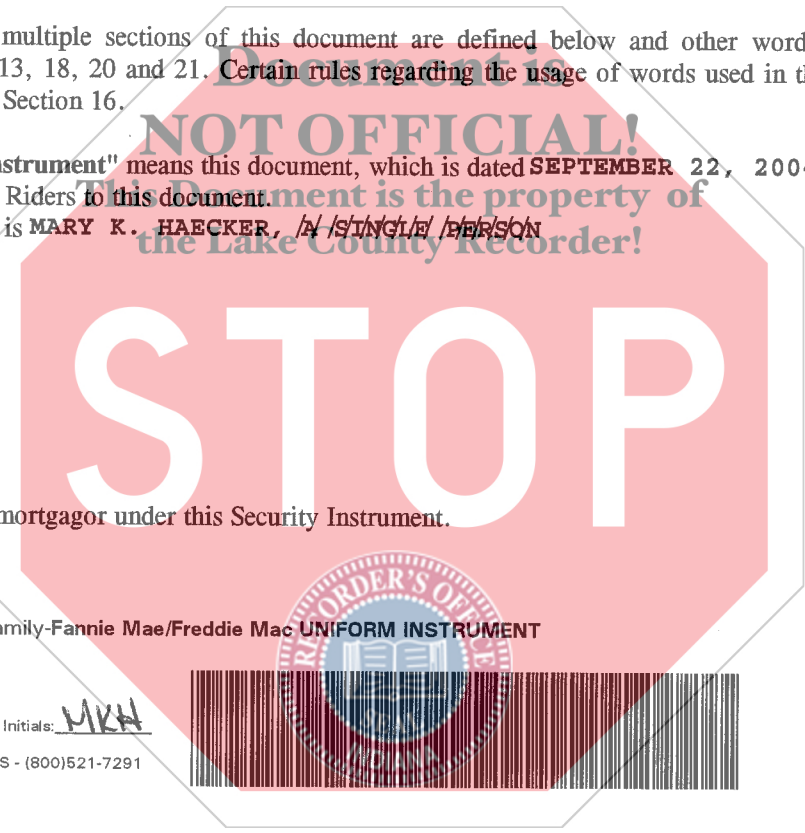 multiple sections of this document are defined below and other word
Document is
13, 18, 20 and 21. Certain rules regarding the usage of words used in th
Section 16.
NOT OFFICIAL!
nstrument" means this document, which is dated SEPTEMBER 22, 2004
This Document is the property of
Riders to this document.
is MARY K. HAECKER, A SINGLE PERSON
the Lake County Recorder!
STOP
mortgagor under this Security Instrument.
RECORDER'S OFFICE
amily-Fannie Mae/Freddie Mac UNIFORM INSTRUMENT
Initials: MKH
SEAL
S - (800)521-7291
INDIANA